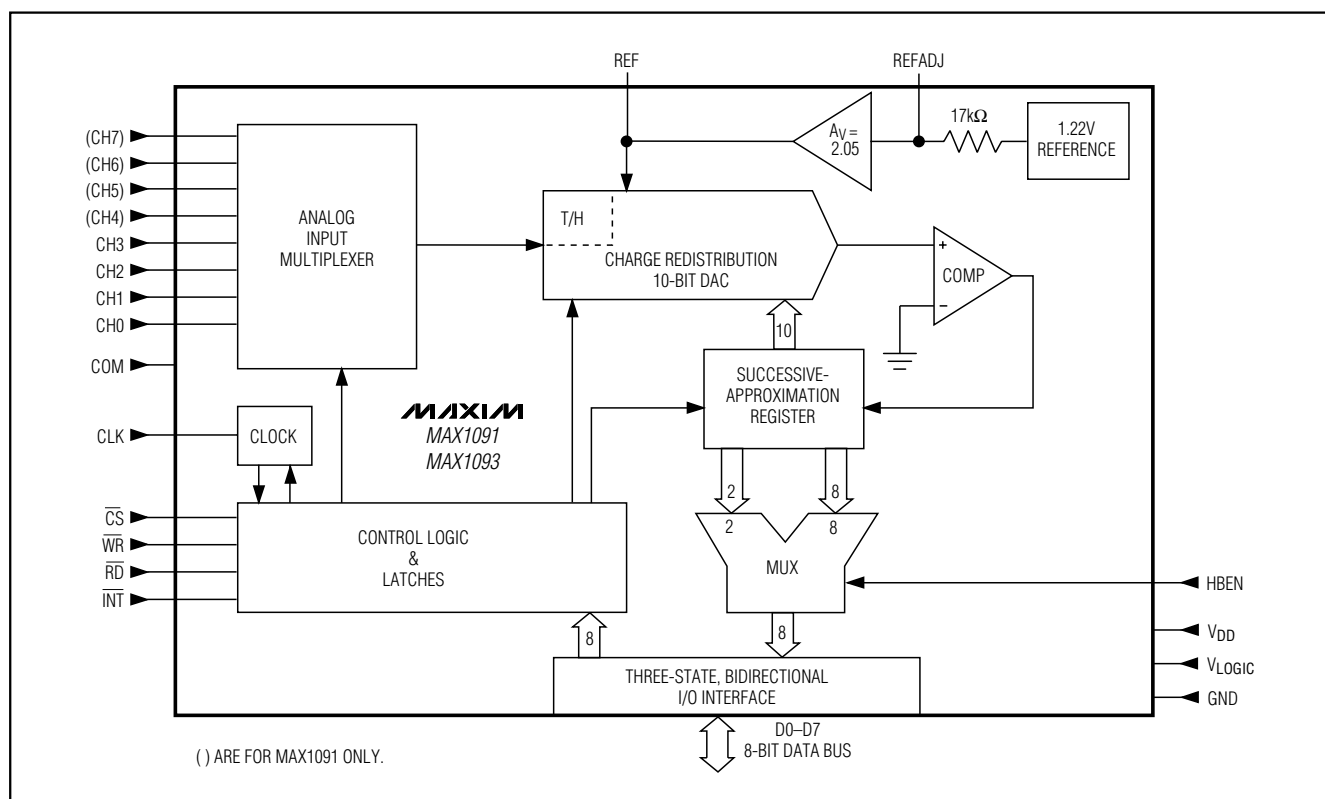 REF
REFADJ
(CH7)
(CH6)
(CH5)
(CH4)
CH3
CH2
CH1
CH0
COM
CLK
CS
WR
RD
INT
ANALOG
INPUT
MULTIPLEXER
AV =
2.05
17kΩ
1.22V
REFERENCE
T/H
CHARGE REDISTRIBUTION
10-BIT DAC
+
COMP
−
10
SUCCESSIVE-
APPROXIMATION
REGISTER
MAXIM
MAX1091
MAX1093
CLOCK
CONTROL LOGIC
&
LATCHES
2
8
2
8
MUX
8
8
HBEN
VDD
VLOGIC
GND
THREE-STATE, BIDIRECTIONAL
I/O INTERFACE
D0–D7
8-BIT DATA BUS
( ) ARE FOR MAX1091 ONLY.